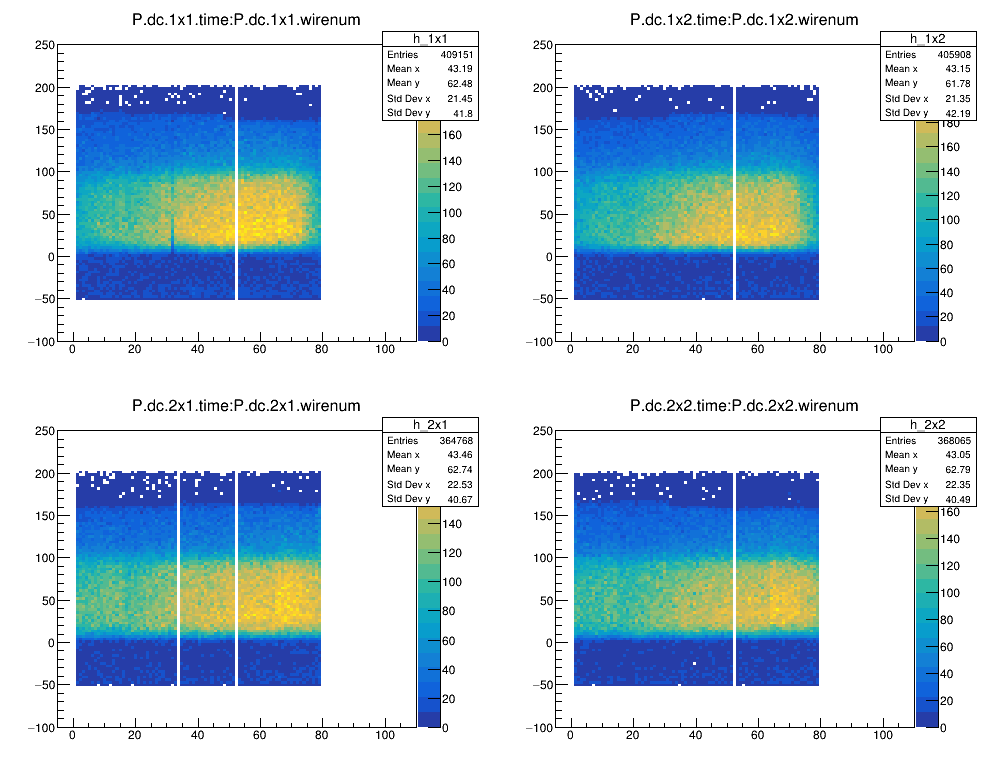 P.dc.1x1.time:P.dc.1x1.wirenum
h_1x1
Entries 409151
Mean x 43.19
Mean y 62.48
Std Dev x 21.45
Std Dev y 41.8
250
200
150
100
50
0
−50
−100
0 20 40 60 80 100
160
140
120
100
80
60
40
20
0
P.dc.1x2.time:P.dc.1x2.wirenum
h_1x2
Entries 405908
Mean x 43.15
Mean y 61.78
Std Dev x 21.35
Std Dev y 42.19
250
200
150
100
50
0
−50
−100
0 20 40 60 80 100
180
160
140
120
100
80
60
40
20
0
P.dc.2x1.time:P.dc.2x1.wirenum
h_2x1
Entries 364768
Mean x 43.46
Mean y 62.74
Std Dev x 22.53
Std Dev y 40.67
250
200
150
100
50
0
−50
−100
0 20 40 60 80 100
140
120
100
80
60
40
20
0
P.dc.2x2.time:P.dc.2x2.wirenum
h_2x2
Entries 368065
Mean x 43.05
Mean y 62.79
Std Dev x 22.35
Std Dev y 40.49
250
200
150
100
50
0
−50
−100
0 20 40 60 80 100
160
140
120
100
80
60
40
20
0